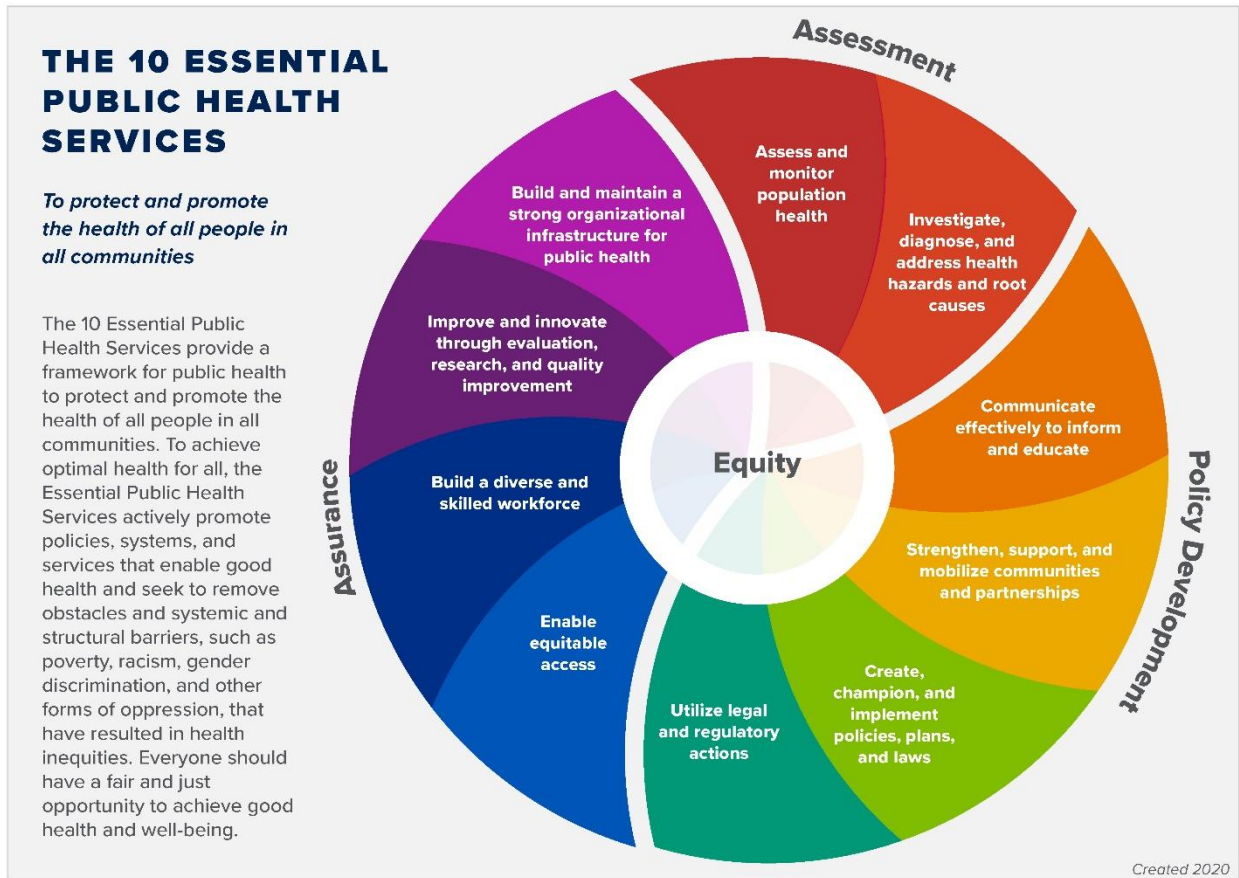 THE 10 ESSENTIAL
PUBLIC HEALTH
SERVICES
To protect and promote
the health of all people in
all communities
The 10 Essential Public
Health Services provide a
framework for public health
to protect and promote the
health of all people in all
communities. To achieve
optimal health for all, the
Essential Public Health
Services actively promote
policies, systems, and
services that enable good
health and seek to remove
obstacles and systemic and
structural barriers, such as
poverty, racism, gender
discrimination, and other
forms of oppression, that
have resulted in health
inequities. Everyone should
have a fair and just
opportunity to achieve good
health and well-being.
Assessment
Assess and
monitor
population
health
Investigate,
diagnose, and
address health
hazards and root
causes
Policy Development
Communicate
effectively to inform
and educate
Strengthen, support, and
mobilize communities
and partnerships
Create,
champion, and
implement
policies, plans,
and laws
Utilize legal
and regulatory
actions
Assurance
Enable
equitable
access
Build a diverse and
skilled workforce
Improve and innovate
through evaluation,
research, and quality
improvement
Build and maintain a
strong organizational
infrastructure for
public health
Equity
Created 2020